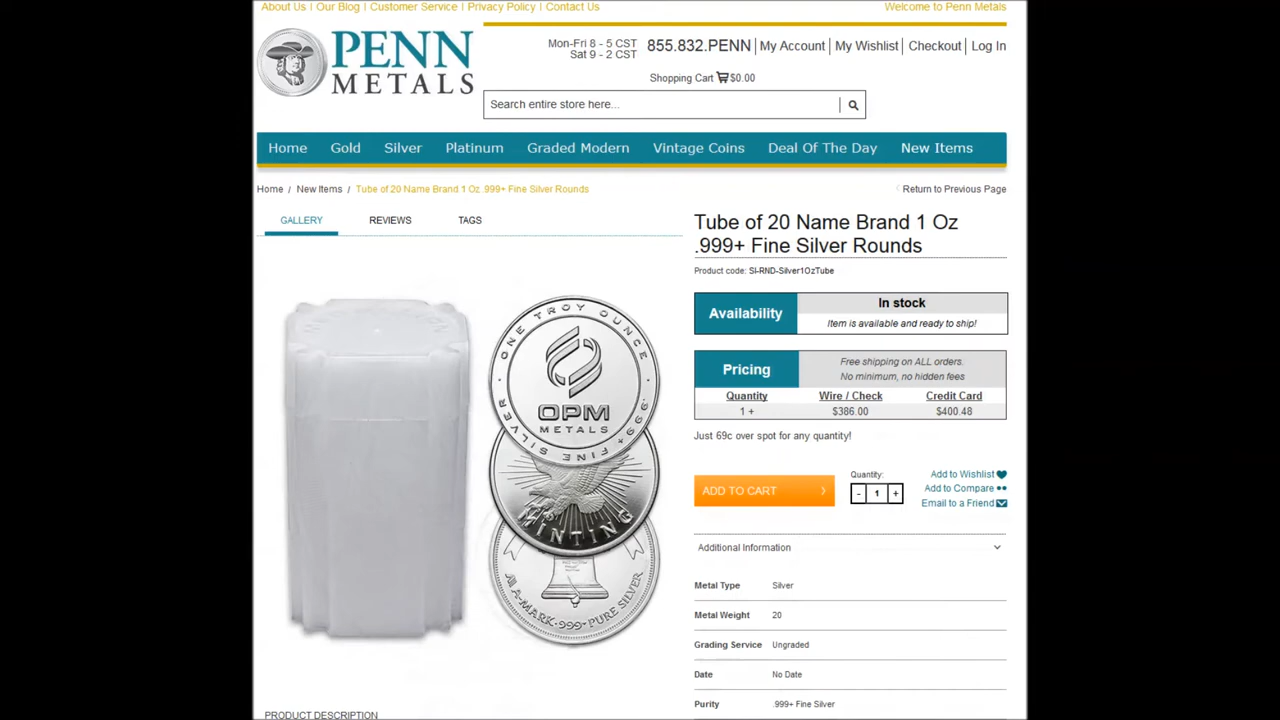 About Us | Our Blog | Customer Service | Privacy Policy | Contact Us
Welcome to Penn Metals
PENN
METALS
Mon-Fri 8 - 5 CST
Sat 9 - 2 CST
855.832.PENN | My Account | My Wishlist | Checkout | Log In
Shopping Cart $0.00
Search entire store here...
Home Gold Silver Platinum Graded Modern Vintage Coins Deal Of The Day New Items
Home / New Items / Tube of 20 Name Brand 1 Oz .999+ Fine Silver Rounds
Return to Previous Page
GALLERY REVIEWS TAGS
ONE TROY OUNCE
OPM
METALS
.999+ FINE SILVER
MINTING
A-MARK .999+ PURE SILVER
Tube of 20 Name Brand 1 Oz
.999+ Fine Silver Rounds
Product code: SI-RND-Silver1OzTube
Availability
In stock
Item is available and ready to ship!
Pricing
Free shipping on ALL orders.
No minimum, no hidden fees
Quantity Wire / Check Credit Card
1 + $386.00 $400.48
Just 69c over spot for any quantity!
ADD TO CART
Quantity:
- 1 +
Add to Wishlist
Add to Compare
Email to a Friend
Additional Information
Metal Type Silver
Metal Weight 20
Grading Service Ungraded
Date No Date
Purity .999+ Fine Silver
PRODUCT DESCRIPTION